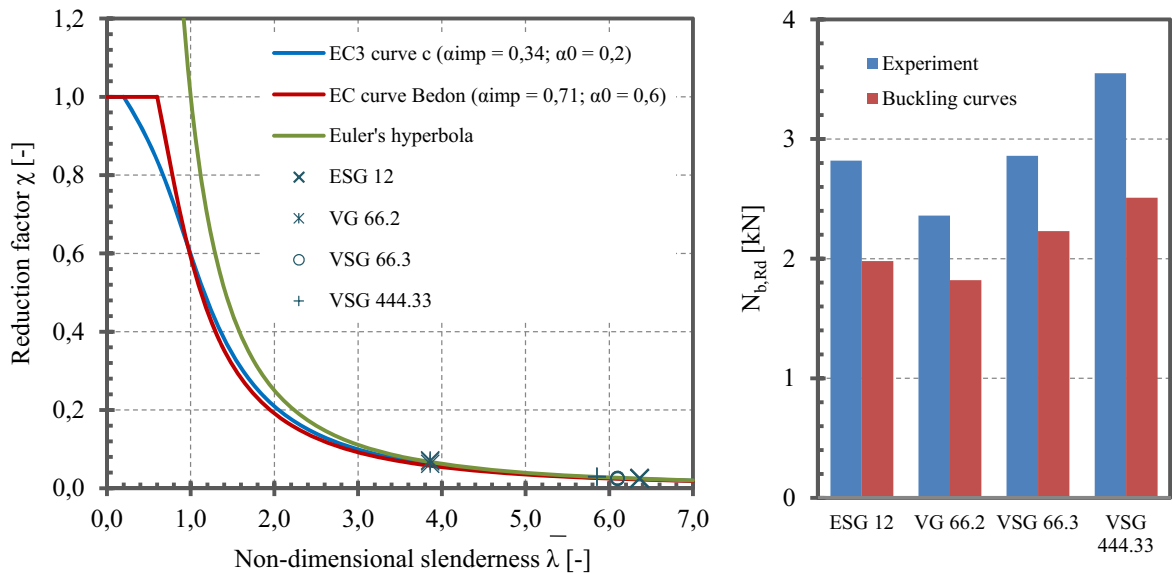 1,2
1,0
0,8
0,6
0,4
0,2
0,0
Reduction factor χ [-]
EC3 curve c (αimp = 0,34; α0 = 0,2)
EC curve Bedon (αimp = 0,71; α0 = 0,6)
Euler's hyperbola
ESG 12
VG 66.2
VSG 66.3
VSG 444.33
0,0 1,0 2,0 3,0 4,0 5,0 6,0 7,0
Non-dimensional slenderness λ̅ [-]
4
3
2
1
0
N_b,Rd [kN]
Experiment
Buckling curves
ESG 12 VG 66.2 VSG 66.3 VSG
444.33